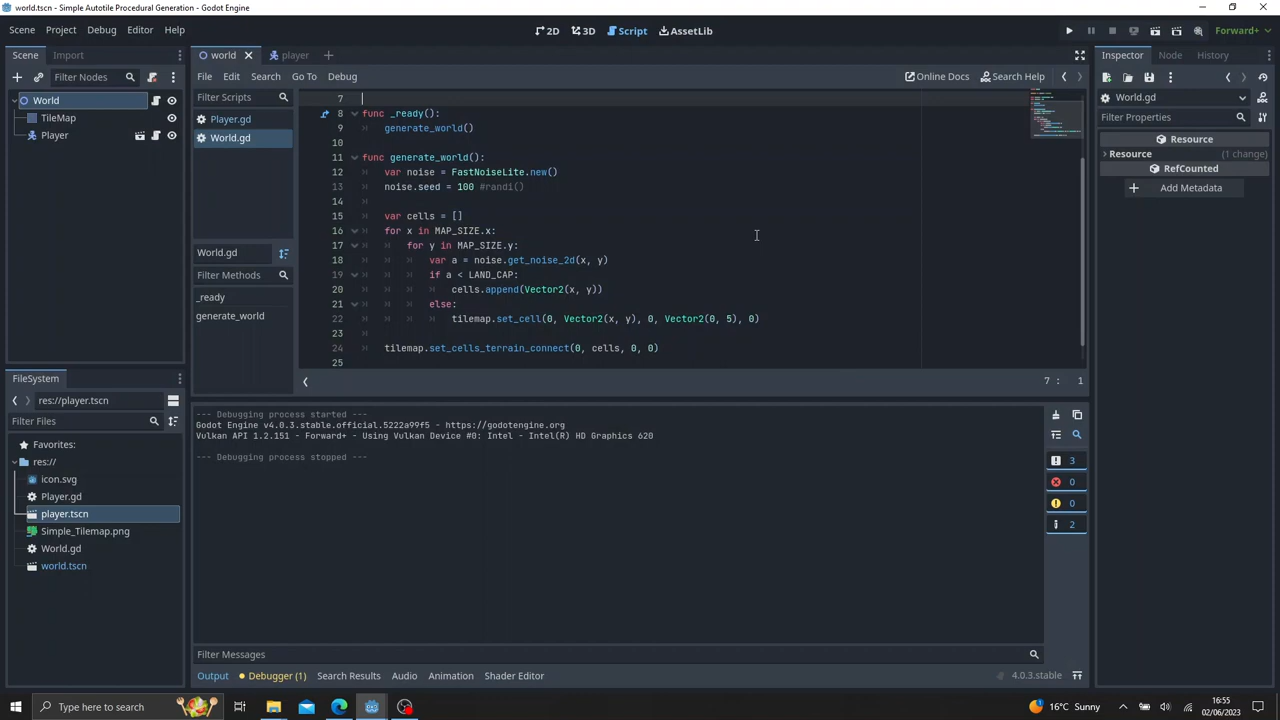 world.tscn - Simple Autotile Procedural Generation - Godot Engine
Scene Project Debug Editor Help
2D 3D Script AssetLib
Forward+
Scene Import
world player
Inspector Node History
Filter Nodes
File Edit Search Go To Debug
Online Docs Search Help
World
TileMap
Player
Filter Scripts
Player.gd
World.gd
World.gd
Filter Methods
_ready
generate_world
7
8 func _ready():
9 generate_world()
10
11 func generate_world():
12 var noise = FastNoiseLite.new()
13 noise.seed = 100 #randi()
14
15 var cells = []
16 for x in MAP_SIZE.x:
17 for y in MAP_SIZE.y:
18 var a = noise.get_noise_2d(x, y)
19 if a < LAND_CAP:
20 cells.append(Vector2(x, y))
21 else:
22 tilemap.set_cell(0, Vector2(x, y), 0, Vector2(0, 5), 0)
23
24 tilemap.set_cells_terrain_connect(0, cells, 0, 0)
25
7 : 1
World.gd
Filter Properties
Resource
Resource (1 change)
RefCounted
Add Metadata
FileSystem
res://player.tscn
Filter Files
Favorites:
res://
icon.svg
Player.gd
player.tscn
Simple_Tilemap.png
World.gd
world.tscn
--- Debugging process started ---
Godot Engine v4.0.3.stable.official.5222a99f5 - https://godotengine.org
Vulkan API 1.2.151 - Forward+ - Using Vulkan Device #0: Intel - Intel(R) HD Graphics 620
--- Debugging process stopped ---
3
0
0
2
Filter Messages
Output Debugger (1) Search Results Audio Animation Shader Editor
4.0.3.stable
Type here to search
16°C Sunny
16:55
02/06/2023